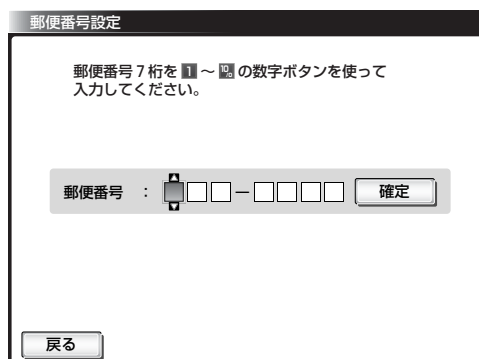 郵便番号設定
郵便番号7桁を 1 ～ 10 の数字ボタンを使って
入力してください。
郵便番号 ： － 確定
戻る